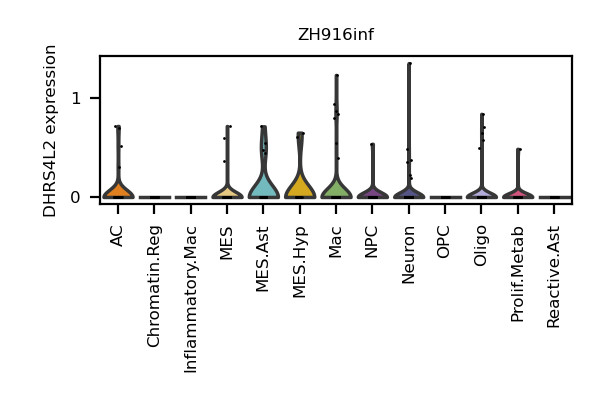 ZH916inf
DHRS4L2 expression
1
0
AC
Chromatin.Reg
Inflammatory.Mac
MES
MES.Ast
MES.Hyp
Mac
NPC
Neuron
OPC
Oligo
Prolif.Metab
Reactive.Ast